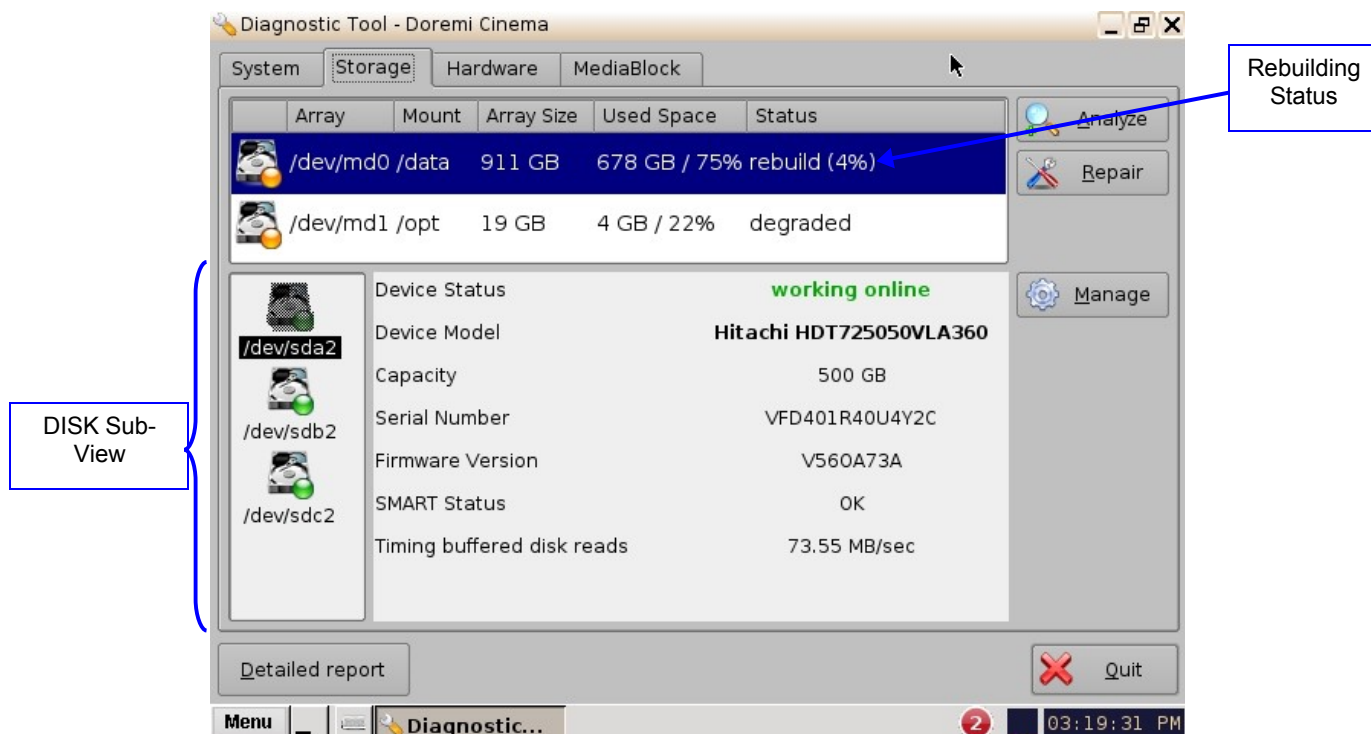 Diagnostic Tool - Doremi Cinema
System Storage Hardware MediaBlock
Rebuilding
Status
Array Mount Array Size Used Space Status
Analyze
/dev/md0 /data 911 GB 678 GB / 75% rebuild (4%)
Repair
/dev/md1 /opt 19 GB 4 GB / 22% degraded
Device Status working online
Manage
Device Model Hitachi HDT725050VLA360
/dev/sda2
Capacity 500 GB
DISK Sub-
View
Serial Number VFD401R40U4Y2C
/dev/sdb2
Firmware Version V560A73A
SMART Status OK
/dev/sdc2
Timing buffered disk reads 73.55 MB/sec
Detailed report
Quit
Menu _ Diagnostic... 2 03:19:31 PM